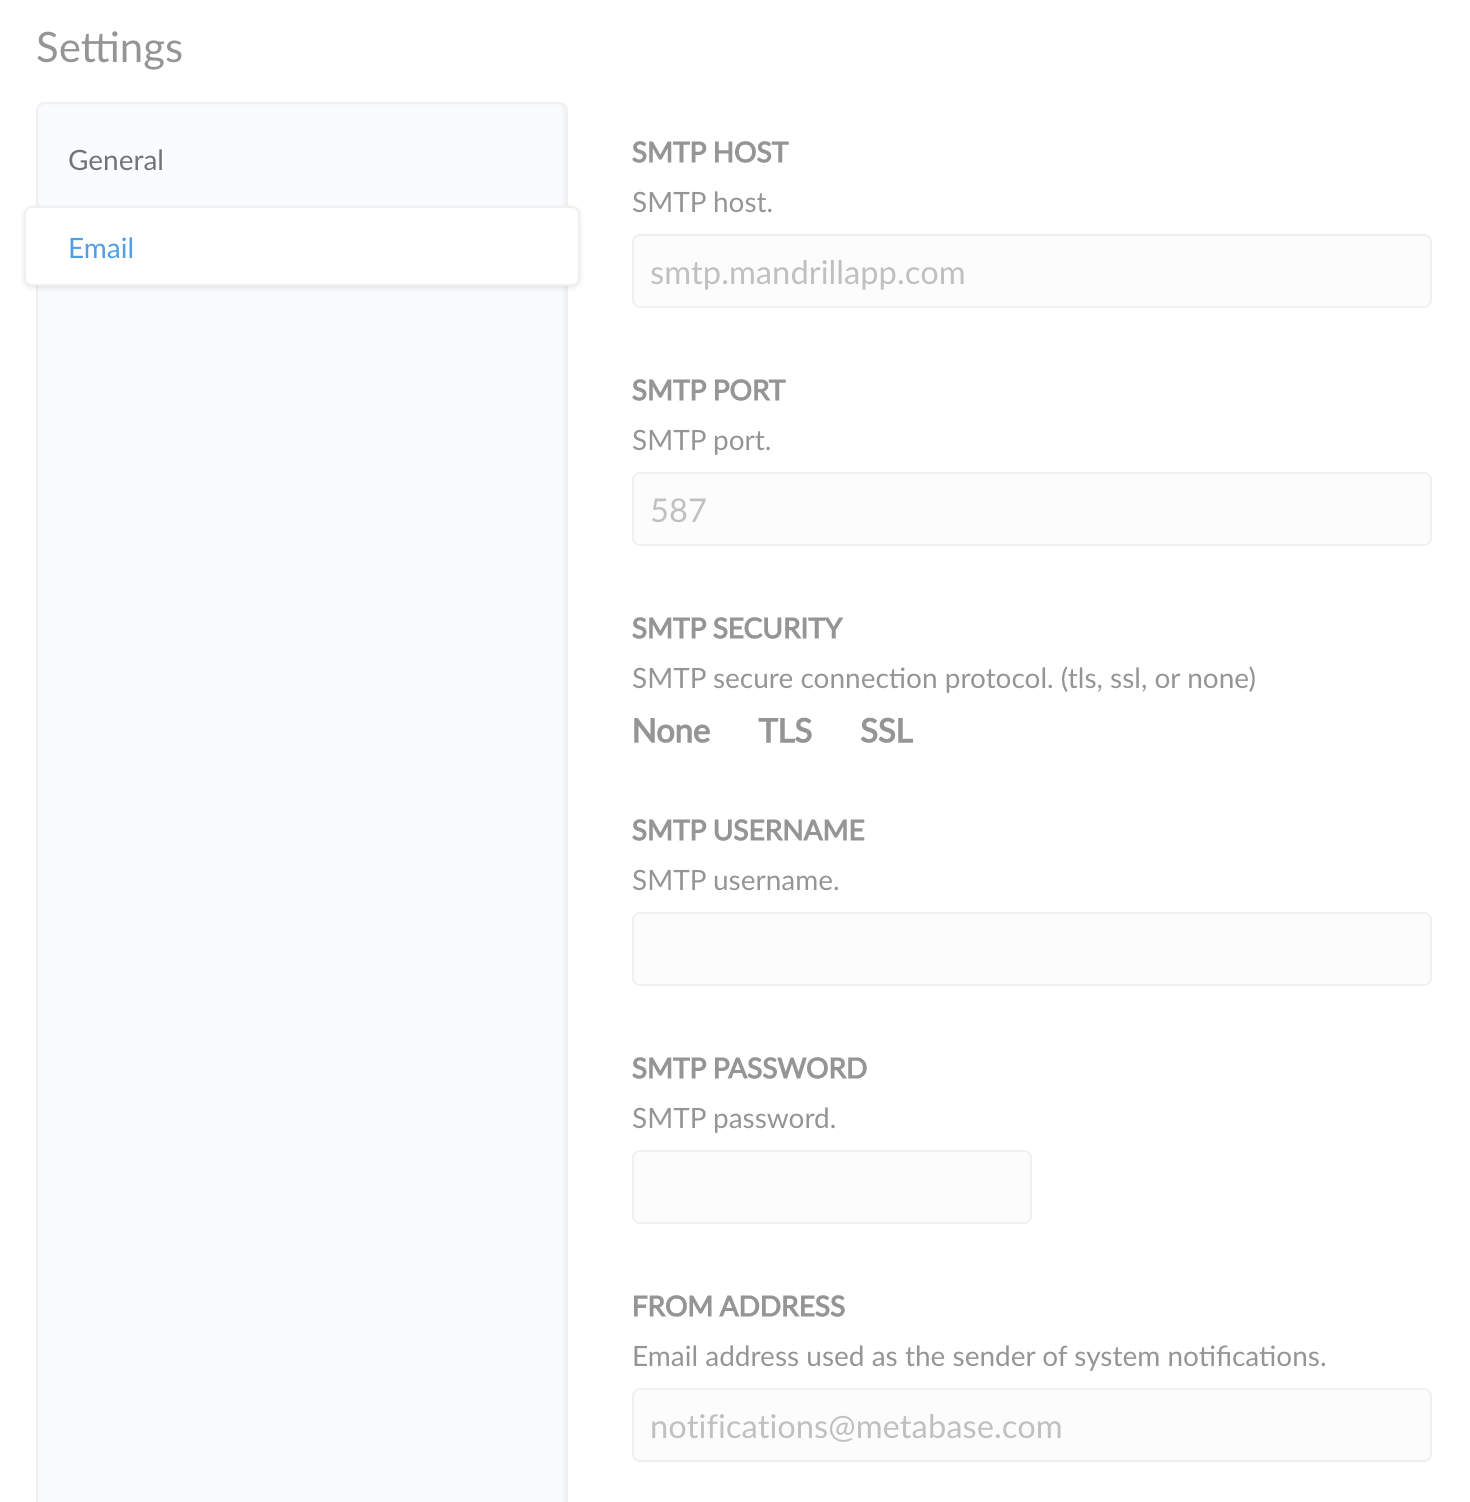 Settings
General
Email
SMTP HOST
SMTP host.
smtp.mandrillapp.com
SMTP PORT
SMTP port.
587
SMTP SECURITY
SMTP secure connection protocol. (tls, ssl, or none)
None TLS SSL
SMTP USERNAME
SMTP username.
SMTP PASSWORD
SMTP password.
FROM ADDRESS
Email address used as the sender of system notifications.
notifications@metabase.com